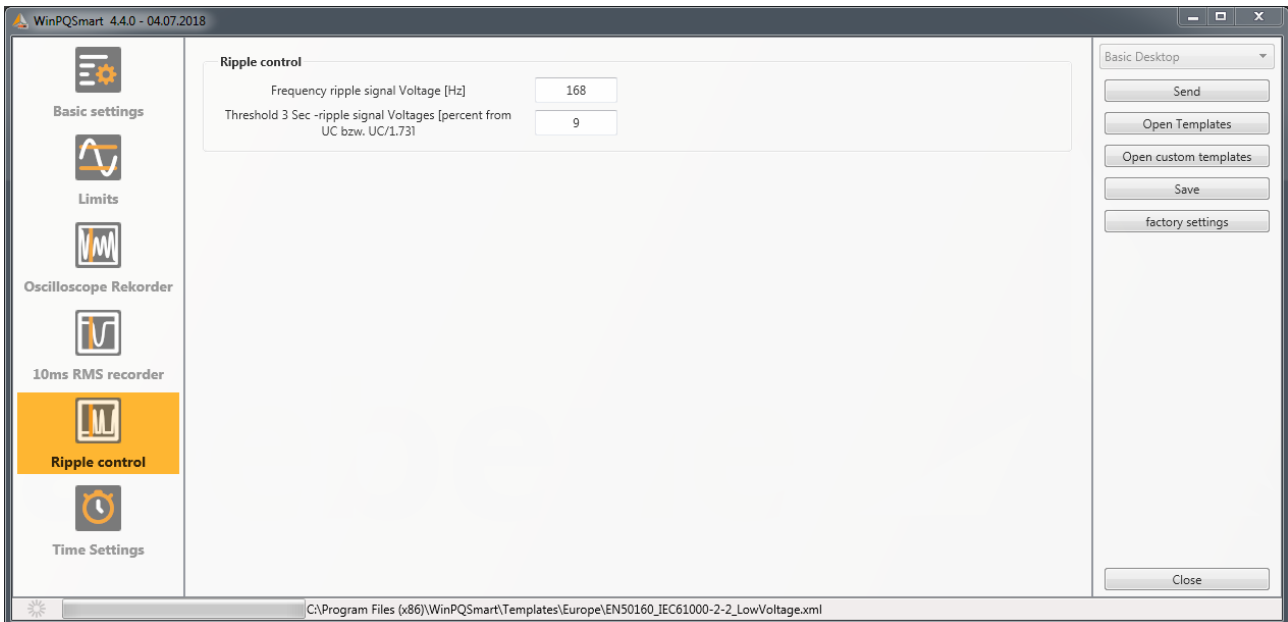 WinPQSmart 4.4.0 - 04.07.2018
Basic settings
Limits
Oscilloscope Rekorder
10ms RMS recorder
Ripple control
Time Settings
Ripple control
Frequency ripple signal Voltage [Hz] 168
Threshold 3 Sec -ripple signal Voltages [percent from
UC bzw. UC/1.73] 9
Basic Desktop
Send
Open Templates
Open custom templates
Save
factory settings
Close
C:\Program Files (x86)\WinPQSmart\Templates\Europe\EN50160_IEC61000-2-2_LowVoltage.xml